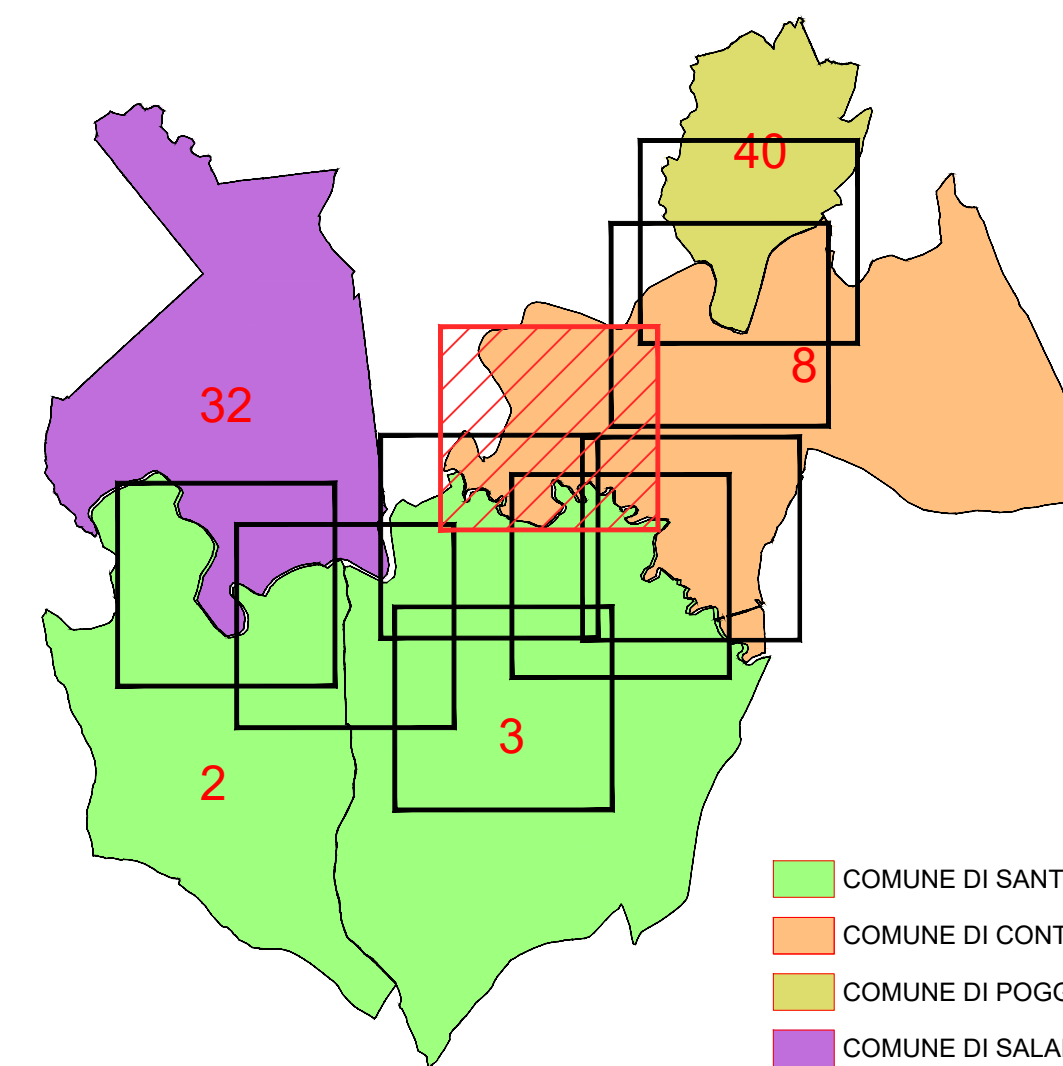 40
8
32
3
2
COMUNE DI SANT
COMUNE DI CONT
COMUNE DI POGG
COMUNE DI SALA